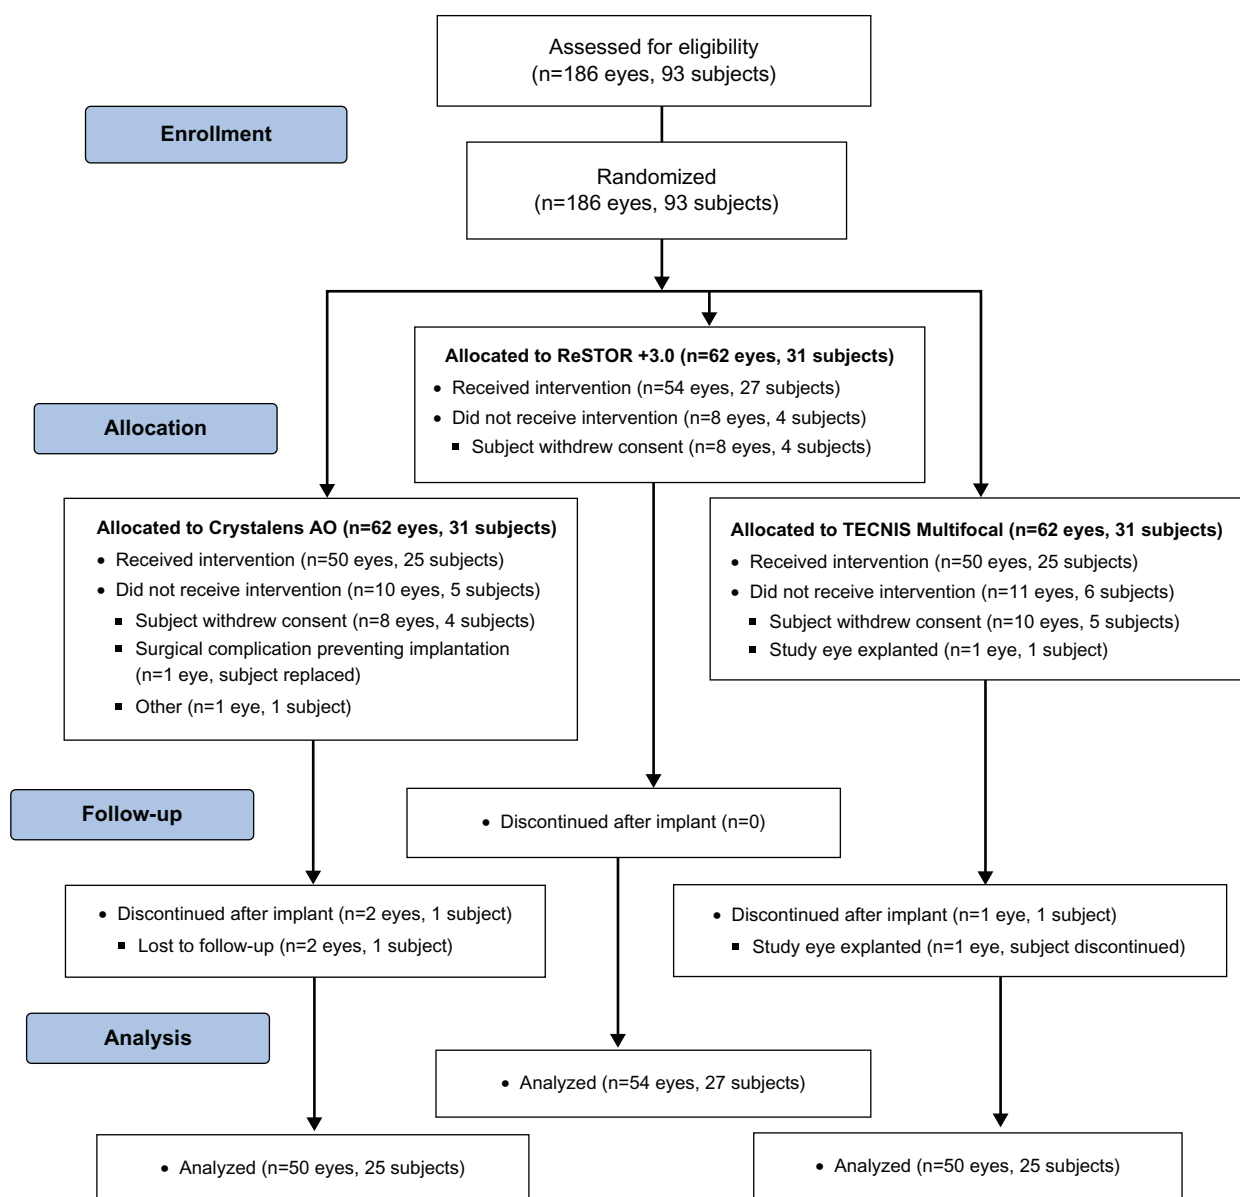 Assessed for eligibility
(n=186 eyes, 93 subjects)
Enrollment
Randomized
(n=186 eyes, 93 subjects)
Allocated to ReSTOR +3.0 (n=62 eyes, 31 subjects)
• Received intervention (n=54 eyes, 27 subjects)
• Did not receive intervention (n=8 eyes, 4 subjects)
▪ Subject withdrew consent (n=8 eyes, 4 subjects)
Allocation
Allocated to Crystalens AO (n=62 eyes, 31 subjects)
• Received intervention (n=50 eyes, 25 subjects)
• Did not receive intervention (n=10 eyes, 5 subjects)
▪ Subject withdrew consent (n=8 eyes, 4 subjects)
▪ Surgical complication preventing implantation
(n=1 eye, subject replaced)
▪ Other (n=1 eye, 1 subject)
Allocated to TECNIS Multifocal (n=62 eyes, 31 subjects)
• Received intervention (n=50 eyes, 25 subjects)
• Did not receive intervention (n=11 eyes, 6 subjects)
▪ Subject withdrew consent (n=10 eyes, 5 subjects)
▪ Study eye explanted (n=1 eye, 1 subject)
Follow-up
• Discontinued after implant (n=0)
• Discontinued after implant (n=2 eyes, 1 subject)
▪ Lost to follow-up (n=2 eyes, 1 subject)
• Discontinued after implant (n=1 eye, 1 subject)
▪ Study eye explanted (n=1 eye, subject discontinued)
Analysis
• Analyzed (n=54 eyes, 27 subjects)
• Analyzed (n=50 eyes, 25 subjects)
• Analyzed (n=50 eyes, 25 subjects)